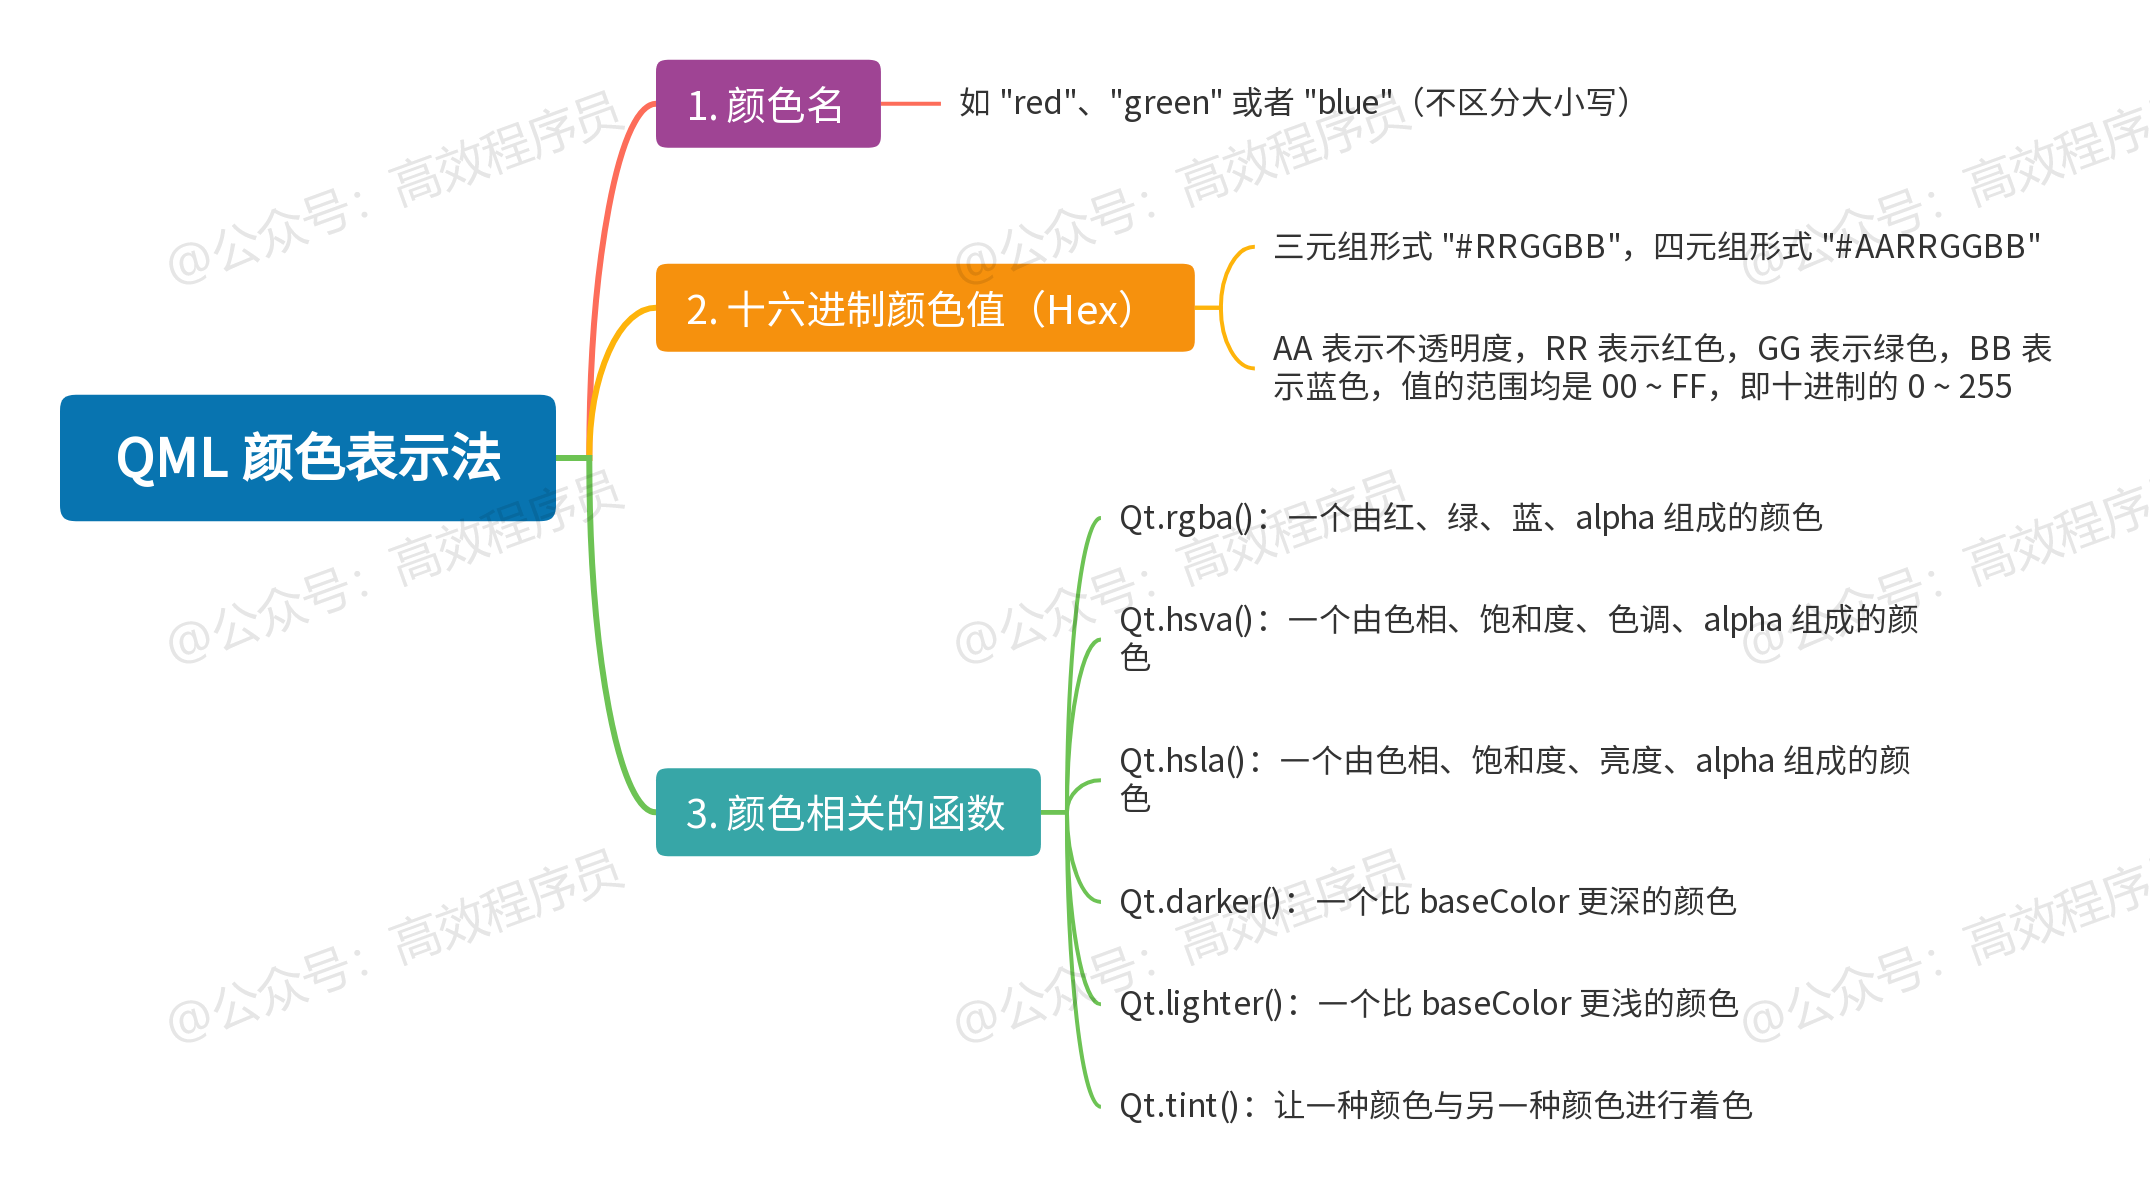 QML 颜色表示法
1. 颜色名
如 "red"、"green" 或者 "blue"（不区分大小写）
2. 十六进制颜色值（Hex）
三元组形式 "#RRGGBB"，四元组形式 "#AARRGGBB"
AA 表示不透明度，RR 表示红色，GG 表示绿色，BB 表
示蓝色，值的范围均是 00 ~ FF，即十进制的 0 ~ 255
3. 颜色相关的函数
Qt.rgba()：一个由红、绿、蓝、alpha 组成的颜色
Qt.hsva()：一个由色相、饱和度、色调、alpha 组成的颜
色
Qt.hsla()：一个由色相、饱和度、亮度、alpha 组成的颜
色
Qt.darker()：一个比 baseColor 更深的颜色
Qt.lighter()：一个比 baseColor 更浅的颜色
Qt.tint()：让一种颜色与另一种颜色进行着色
@公众号：高效程序员
@公众号：高效程序员
@公众号：高效程序
@公众号：高效程序员
@公众号：高效程序员
@公众号：高效程序
@公众号：高效程序员
@公众号：高效程序员
@公众号：高效程序